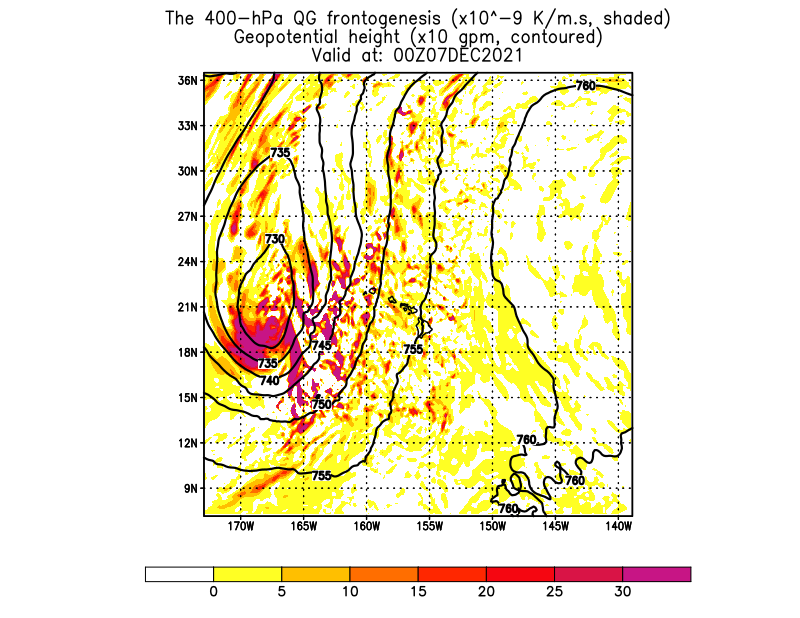 The 400-hPa QG frontogenesis (x10^-9 K/m.s, shaded)
Geopotential height (x10 gpm, contoured)
Valid at: 00Z07DEC2021
36N
760
33N
735
30N
27N
730
24N
21N
745
755
18N
735
740
15N
750
12N
760
755
760
9N
760
170W 165W 160W 155W 150W 145W 140W
0 5 10 15 20 25 30